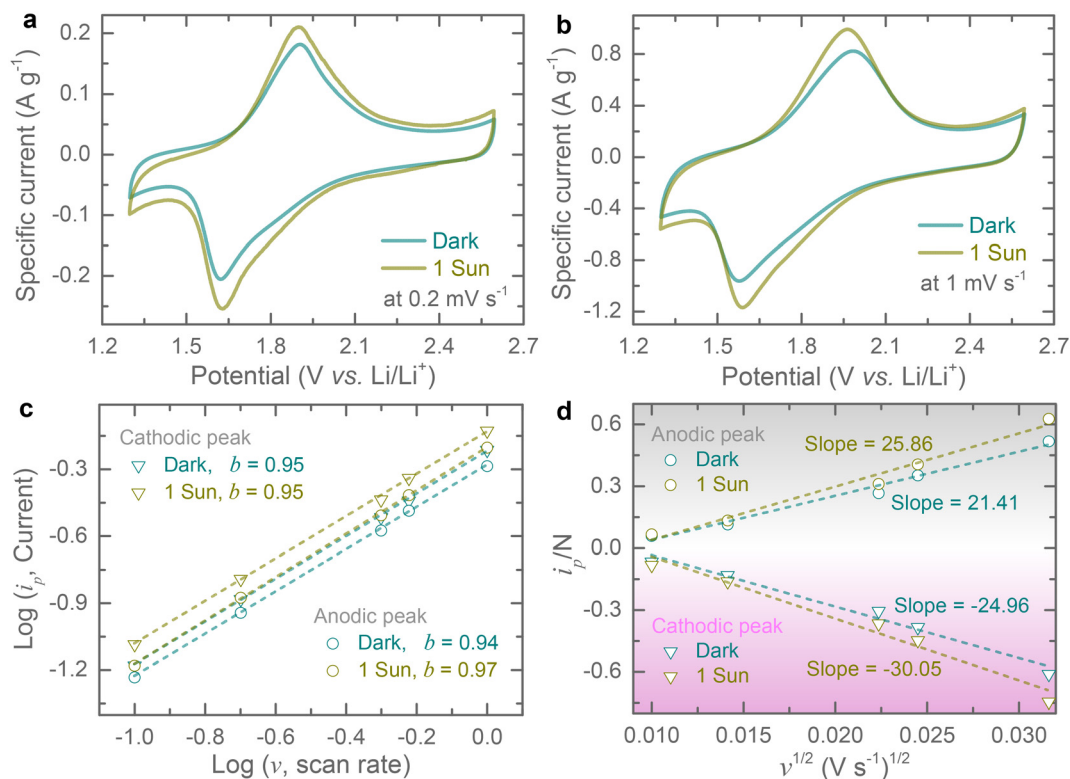 a
Specific current (A g⁻¹)
0.2
0.1
0.0
-0.1
-0.2
Dark
1 Sun
at 0.2 mV s⁻¹
1.2 1.5 1.8 2.1 2.4 2.7
Potential (V vs. Li/Li⁺)
b
Specific current (A g⁻¹)
0.8
0.4
0.0
-0.4
-0.8
-1.2
Dark
1 Sun
at 1 mV s⁻¹
1.2 1.5 1.8 2.1 2.4 2.7
Potential (V vs. Li/Li⁺)
c
Log (iₚ, Current)
-0.3
-0.6
-0.9
-1.2
Cathodic peak
Dark, b = 0.95
1 Sun, b = 0.95
Anodic peak
Dark, b = 0.94
1 Sun, b = 0.97
-1.0 -0.8 -0.6 -0.4 -0.2 0.0
Log (v, scan rate)
d
iₚ/N
0.6
0.3
0.0
-0.3
-0.6
Anodic peak
Dark
1 Sun
Slope = 25.86
Slope = 21.41
Slope = -24.96
Cathodic peak
Dark
1 Sun
Slope = -30.05
0.010 0.015 0.020 0.025 0.030
v¹ᐟ² (V s⁻¹)¹ᐟ²